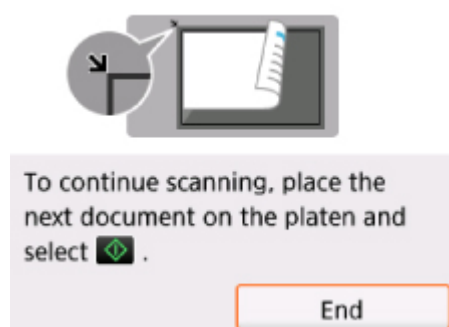 To continue scanning, place the
next document on the platen and
select .
End